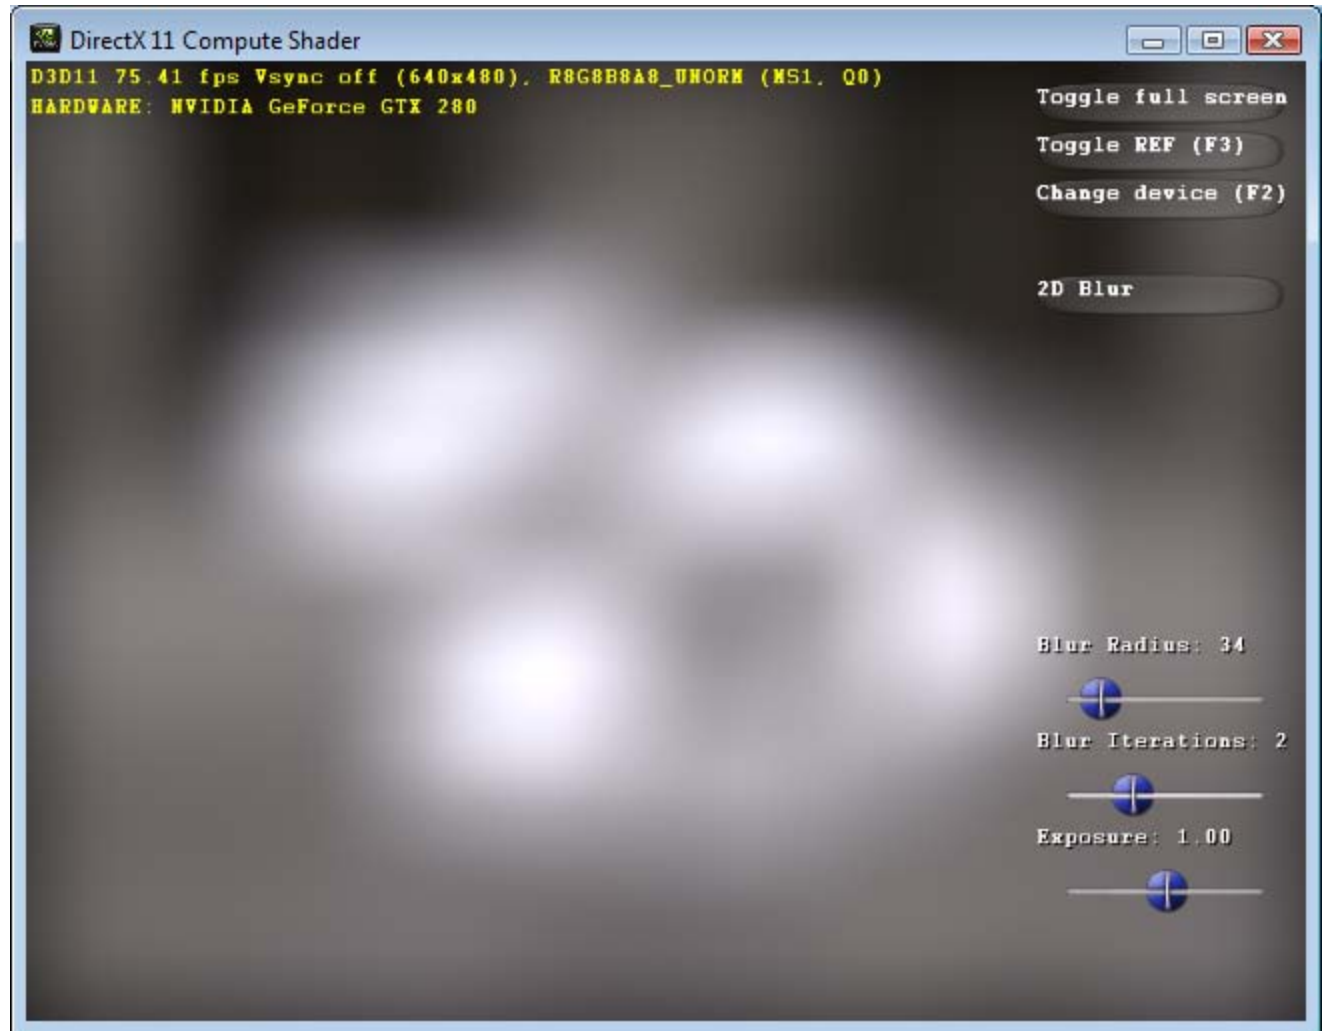 DirectX 11 Compute Shader
D3D11 75.41 fps Vsync off (640x480), R8G8B8A8_UNORM (MS1, Q0)
HARDWARE: NVIDIA GeForce GTX 280
Toggle full screen
Toggle REF (F3)
Change device (F2)
2D Blur
Blur Radius: 34
Blur Iterations: 2
Exposure: 1.00